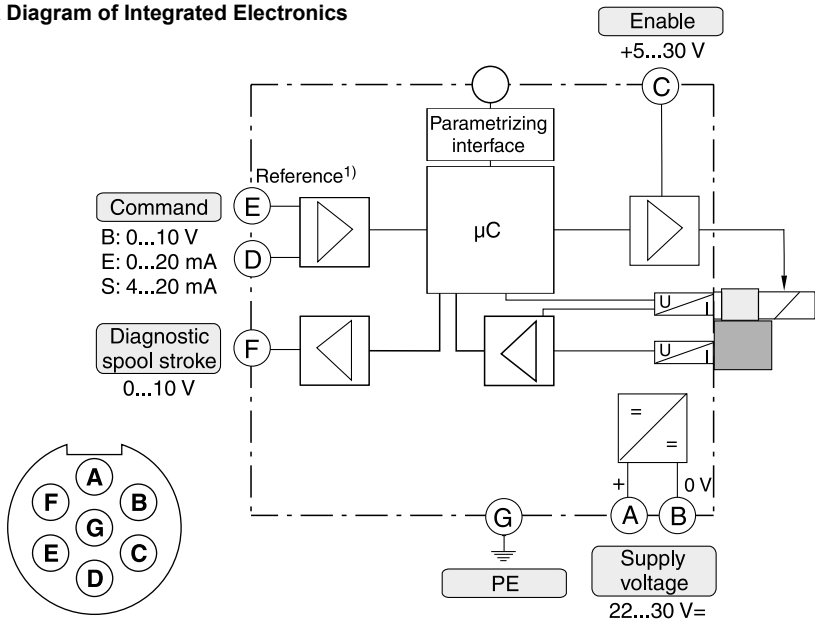 Diagram of Integrated Electronics
Enable
+5...30 V
C
Parametrizing
interface
Reference1)
Command
E
B: 0...10 V
E: 0...20 mA
S: 4...20 mA
D
µC
U
I
Diagnostic
spool stroke
0...10 V
F
U
I
=
=
+
0 V
A
B
G
PE
Supply
voltage
22...30 V=
A
F
B
G
E
C
D